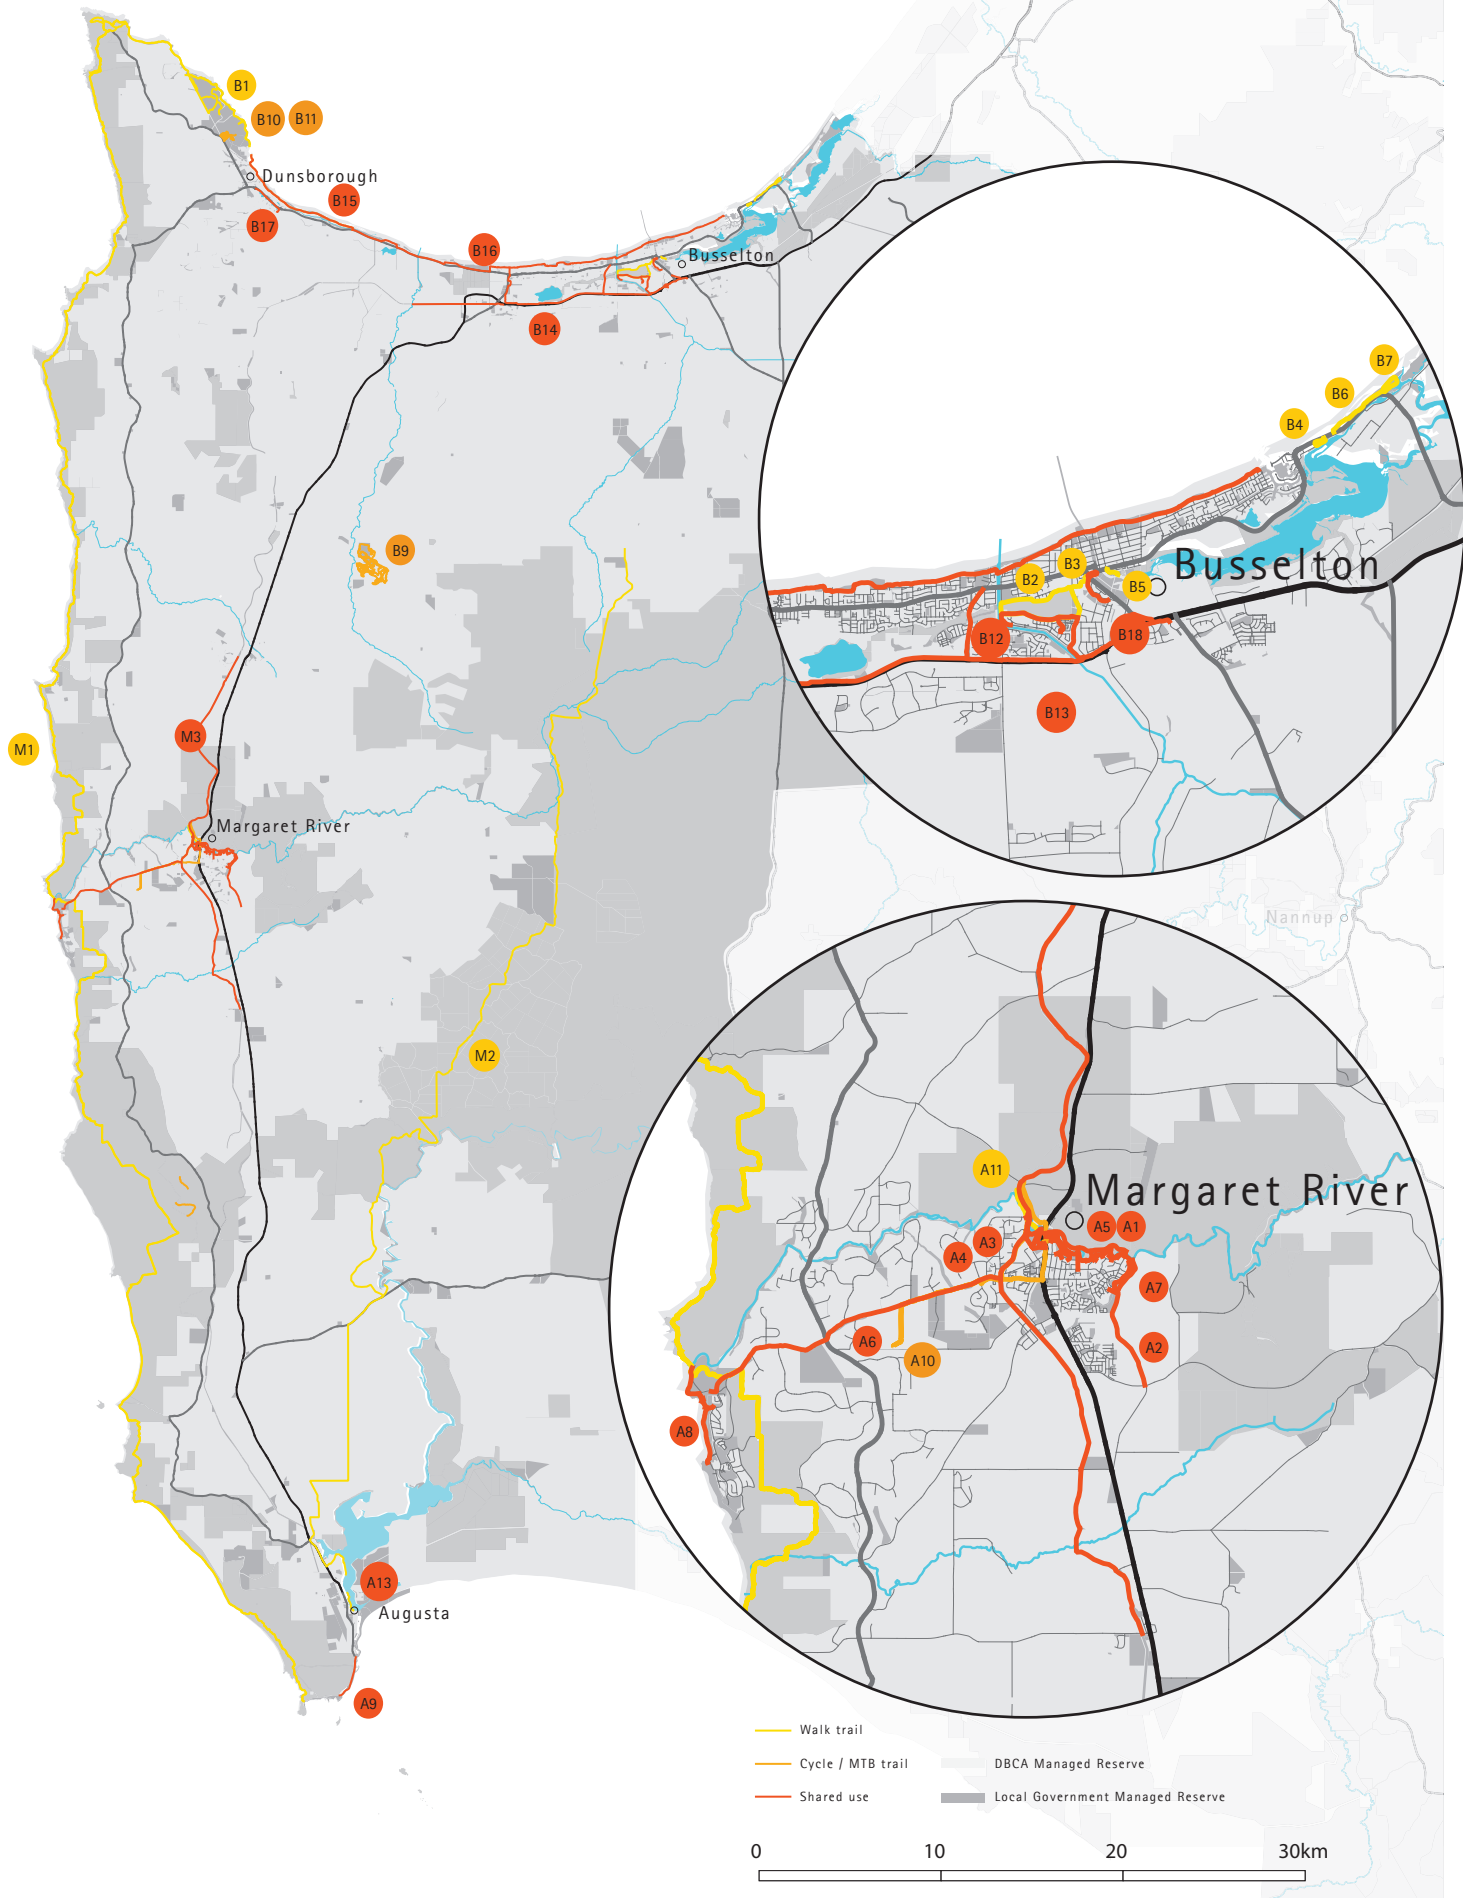 B1
B10
B11
Dunsborough
B15
B17
B16
Busselton
B14
B7
B6
B4
B9
Busselton
B3
B2
B5
B12
B18
B13
M3
M1
Margaret River
Nannup
M2
A11
Margaret River
A5
A1
A3
A4
A7
A6
A2
A10
A8
A13
Augusta
A9
Walk trail
Cycle / MTB trail
DBCA Managed Reserve
Shared use
Local Government Managed Reserve
0
10
20
30km